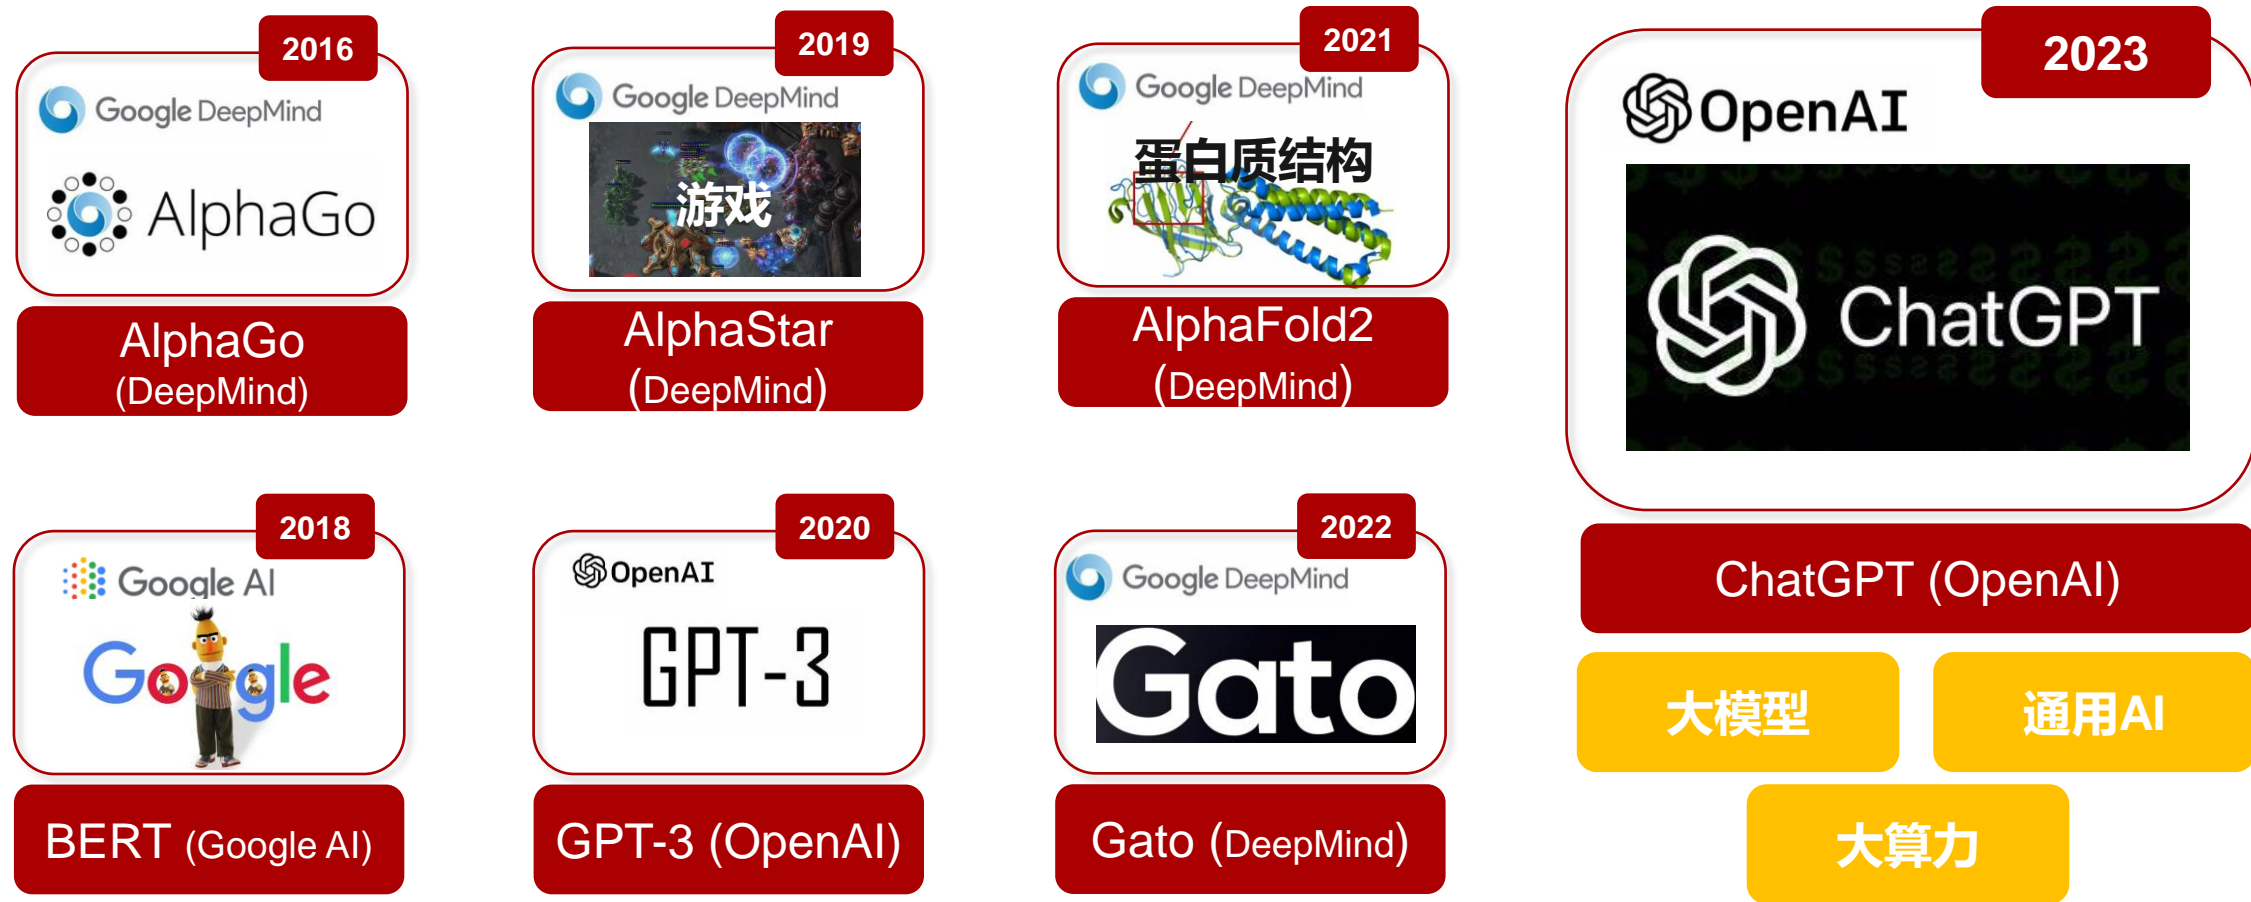 2016
Google DeepMind
AlphaGo
AlphaGo
(DeepMind)
2019
Google DeepMind
游戏
AlphaStar
(DeepMind)
2021
Google DeepMind
蛋白质结构
AlphaFold2
(DeepMind)
2023
OpenAI
ChatGPT
ChatGPT (OpenAI)
大模型
通用AI
大算力
2018
Google AI
Google
BERT (Google AI)
2020
OpenAI
GPT-3
GPT-3 (OpenAI)
2022
Google DeepMind
Gato
Gato (DeepMind)